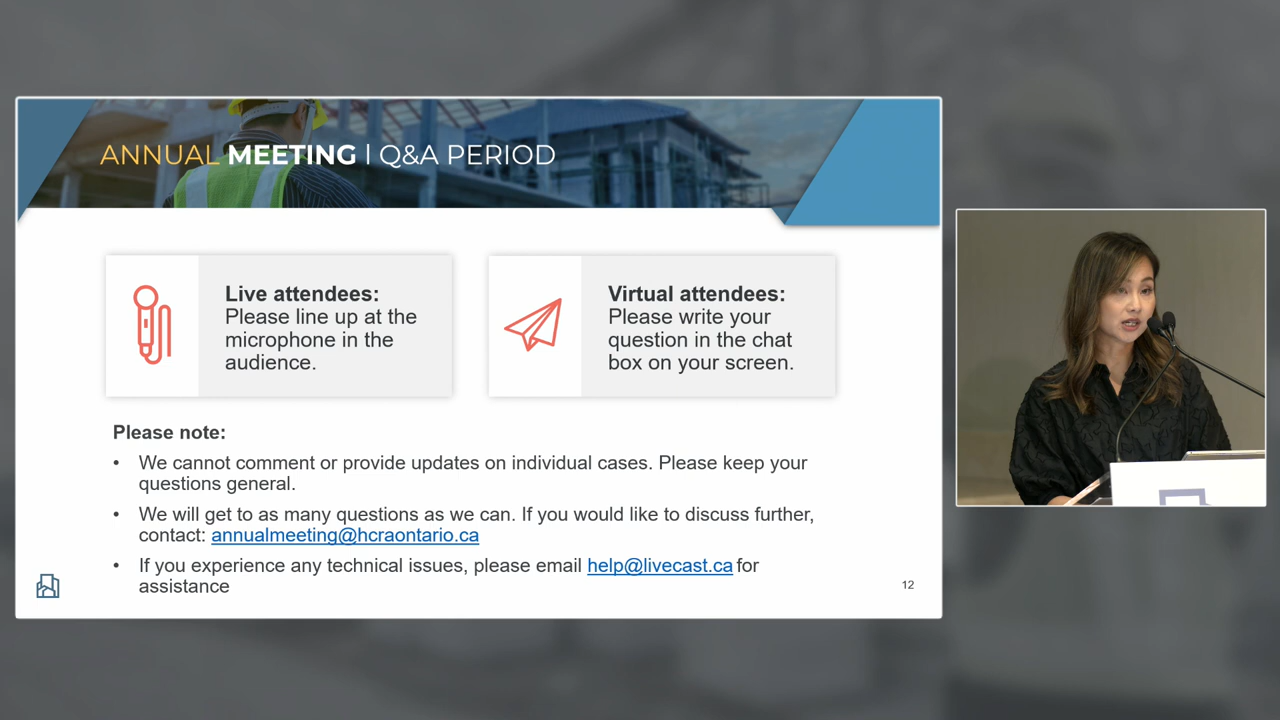 ANNUAL MEETING | Q&A PERIOD
Live attendees:
Please line up at the
microphone in the
audience.
Virtual attendees:
Please write your
question in the chat
box on your screen.
Please note:
• We cannot comment or provide updates on individual cases. Please keep your
questions general.
• We will get to as many questions as we can. If you would like to discuss further,
contact: annualmeeting@hcraontario.ca
• If you experience any technical issues, please email help@livecast.ca for
assistance
12